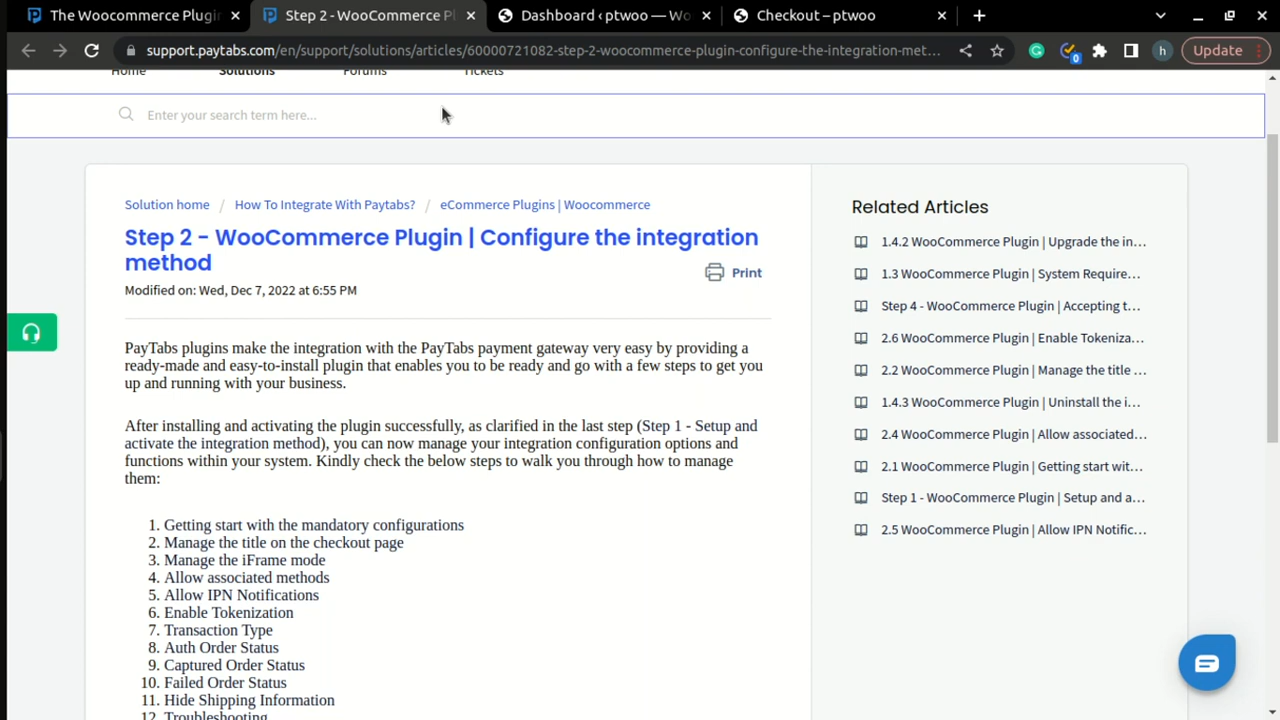 The Woocommerce Plugin
Step 2 - WooCommerce Pl
Dashboard ‹ ptwoo — Wo
Checkout – ptwoo
support.paytabs.com/en/support/solutions/articles/60000721082-step-2-woocommerce-plugin-configure-the-integration-met...
0
h
Update
Home
Solutions
Forums
Tickets
Enter your search term here...
Solution home / How To Integrate With Paytabs? / eCommerce Plugins | Woocommerce
Step 2 - WooCommerce Plugin | Configure the integration
method
Print
Modified on: Wed, Dec 7, 2022 at 6:55 PM
PayTabs plugins make the integration with the PayTabs payment gateway very easy by providing a
ready-made and easy-to-install plugin that enables you to be ready and go with a few steps to get you
up and running with your business.
After installing and activating the plugin successfully, as clarified in the last step (Step 1 - Setup and
activate the integration method), you can now manage your integration configuration options and
functions within your system. Kindly check the below steps to walk you through how to manage
them:
1. Getting start with the mandatory configurations
2. Manage the title on the checkout page
3. Manage the iFrame mode
4. Allow associated methods
5. Allow IPN Notifications
6. Enable Tokenization
7. Transaction Type
8. Auth Order Status
9. Captured Order Status
10. Failed Order Status
11. Hide Shipping Information
12. Troubleshooting
Related Articles
1.4.2 WooCommerce Plugin | Upgrade the in...
1.3 WooCommerce Plugin | System Require...
Step 4 - WooCommerce Plugin | Accepting t...
2.6 WooCommerce Plugin | Enable Tokeniza...
2.2 WooCommerce Plugin | Manage the title ...
1.4.3 WooCommerce Plugin | Uninstall the i...
2.4 WooCommerce Plugin | Allow associated...
2.1 WooCommerce Plugin | Getting start wit...
Step 1 - WooCommerce Plugin | Setup and a...
2.5 WooCommerce Plugin | Allow IPN Notific...